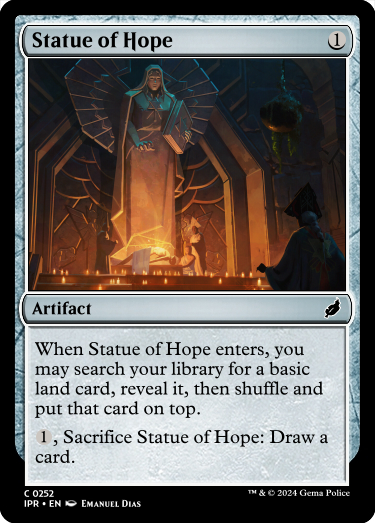 Statue of Hope 1
Artifact
When Statue of Hope enters, you
may search your library for a basic
land card, reveal it, then shuffle and
put that card on top.
1 , Sacrifice Statue of Hope: Draw a
card.
C 0252
IPR • EN Emanuel Dias
™ & © 2024 Gema Police